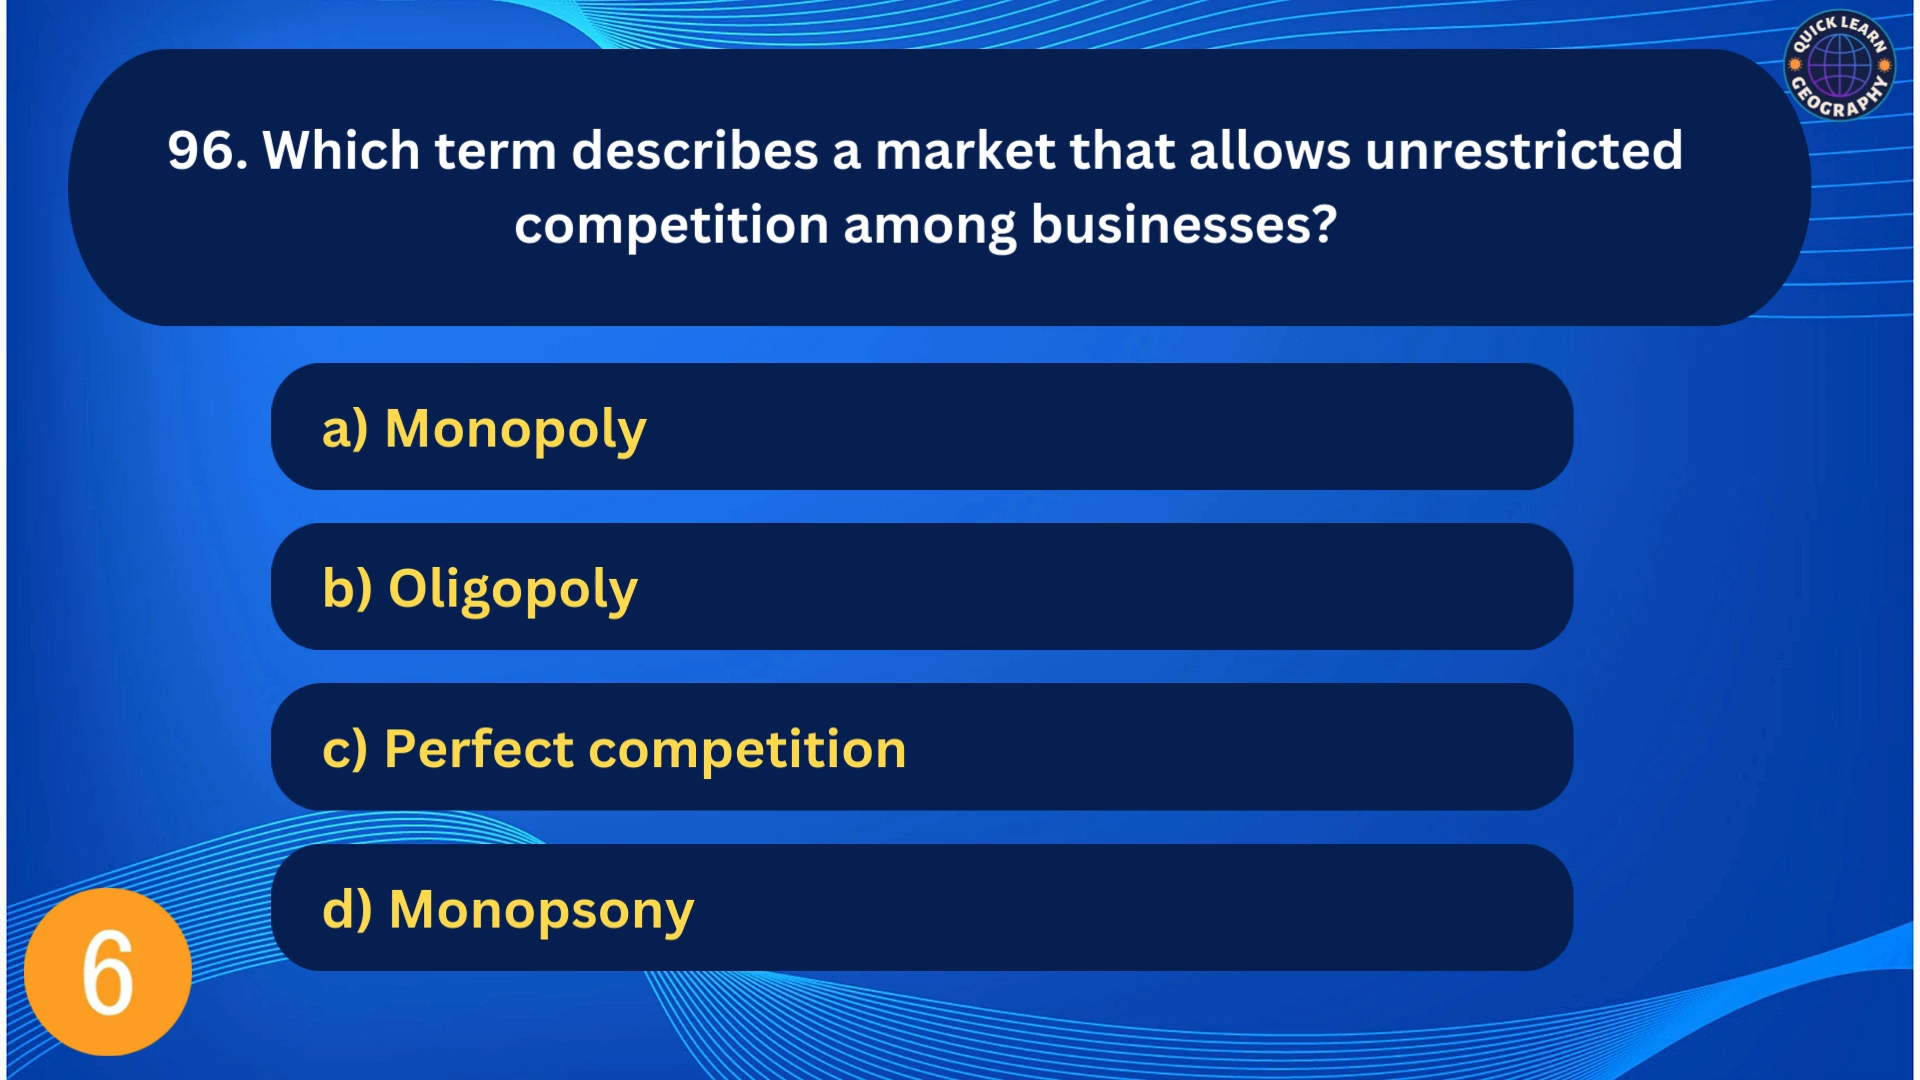 QUICK LEARN
GEOGRAPHY
96. Which term describes a market that allows unrestricted
competition among businesses?
a) Monopoly
b) Oligopoly
c) Perfect competition
d) Monopsony
6